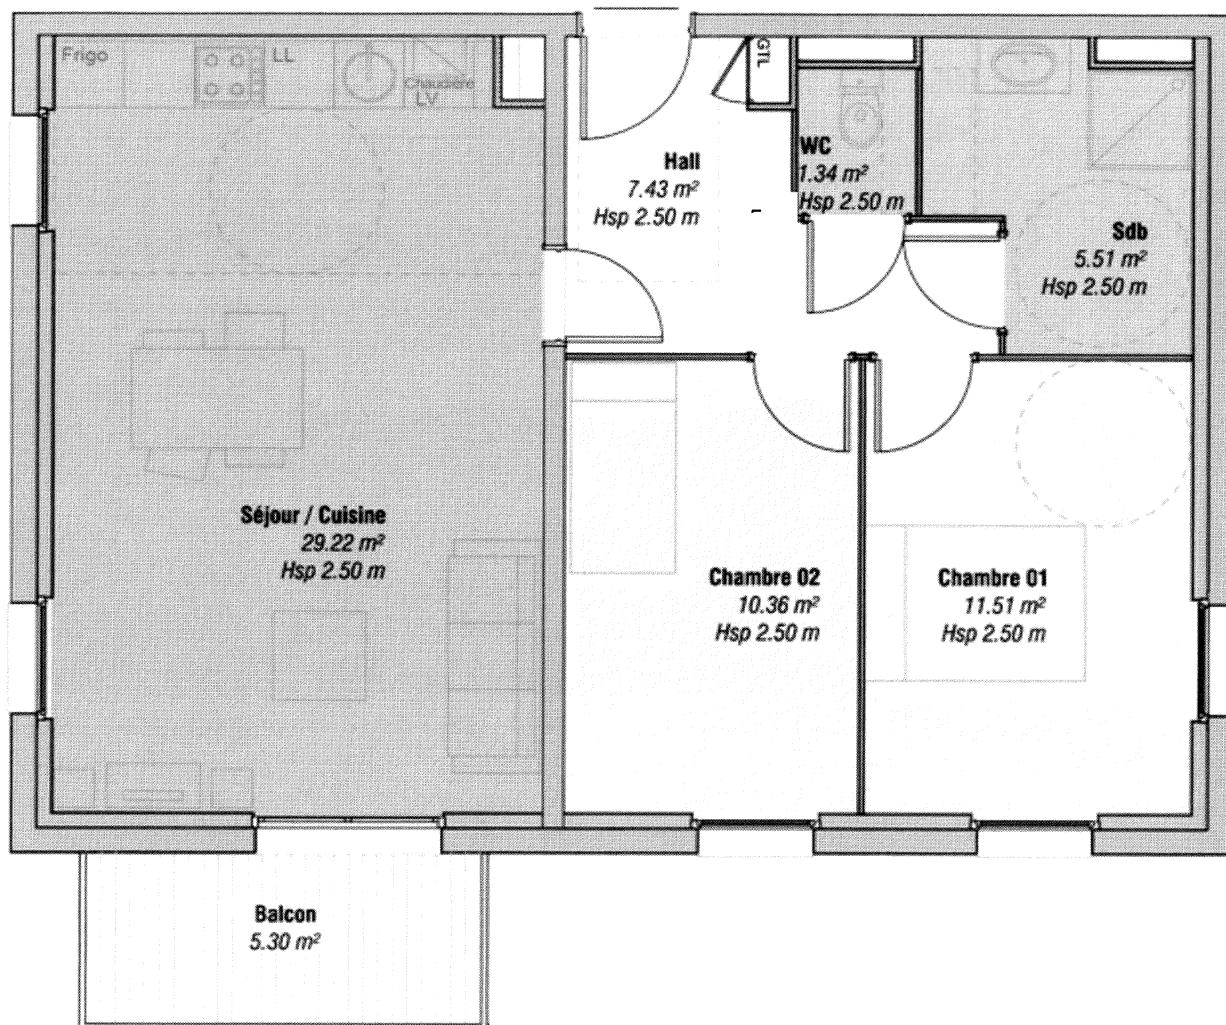 Frigo
LL
Chaudière
LV
GTL
Hall
7.43 m²
Hsp 2.50 m
WC
1.34 m²
Hsp 2.50 m
Sdb
5.51 m²
Hsp 2.50 m
Séjour / Cuisine
29.22 m²
Hsp 2.50 m
Chambre 02
10.36 m²
Hsp 2.50 m
Chambre 01
11.51 m²
Hsp 2.50 m
Balcon
5.30 m²